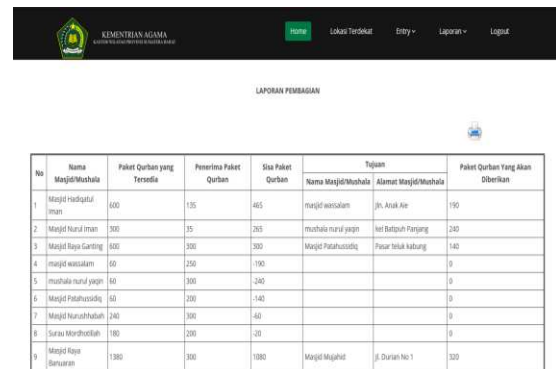 KEMENTRIAN AGAMA
KANTOR WILAYAH PROVINSI SUMATERA BARAT
Home Lokasi Terdekat Entry Laporan Logout
LAPORAN PEMBAGIAN
No Nama Masjid/Mushala Paket Qurban yang Tersedia Penerima Paket Qurban Sisa Paket Qurban Tujuan Paket Qurban Yang Akan Diberikan
Nama Masjid/Mushala Alamat Masjid/Mushala
1 Masjid Hadiqatul Iman 600 135 465 masjid wassalam Jln. Anak Aie 190
2 Masjid Nurul Iman 300 35 265 mushala nurul yaqin kel Batipuh Panjang 240
3 Masjid Raya Ganting 600 300 300 Masjid Patahussidiq Pasar teluk kabung 140
4 masjid wassalam 60 250 -190 0
5 mushala nurul yaqin 60 300 -240 0
6 Masjid Patahussidiq 60 200 -140 0
7 Masjid Nurushhabah 240 300 -60 0
8 Surau Mordhotillah 180 200 -20 0
9 Masjid Raya Banuaran 1380 300 1080 Masjid Mujahid Jl. Durian No 1 320